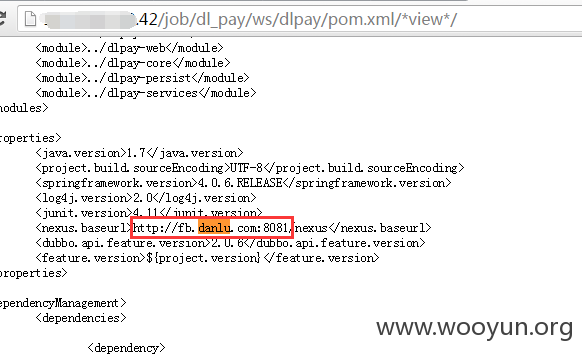 .42/job/dl_pay/ws/dlpay/pom.xml/*view*/
<module>../dlpay-web</module>
<module>../dlpay-core</module>
<module>../dlpay-persist</module>
<module>../dlpay-services</module>
modules>
roperties>
<java.version>1.7</java.version>
<project.build.sourceEncoding>UTF-8</project.build.sourceEncoding>
<springframework.version>4.0.6.RELEASE</springframework.version>
<log4j.version>2.0</log4j.version>
<junit.version>4.11</junit.version>
<nexus.baseurl>http://fb.danlu.com:8081/nexus</nexus.baseurl>
<dubbo.api.feature.version>2.0.6</dubbo.api.feature.version>
<feature.version>${project.version}</feature.version>
properties>
ependencyManagement>
<dependencies>
<dependency>
www.wooyun.org